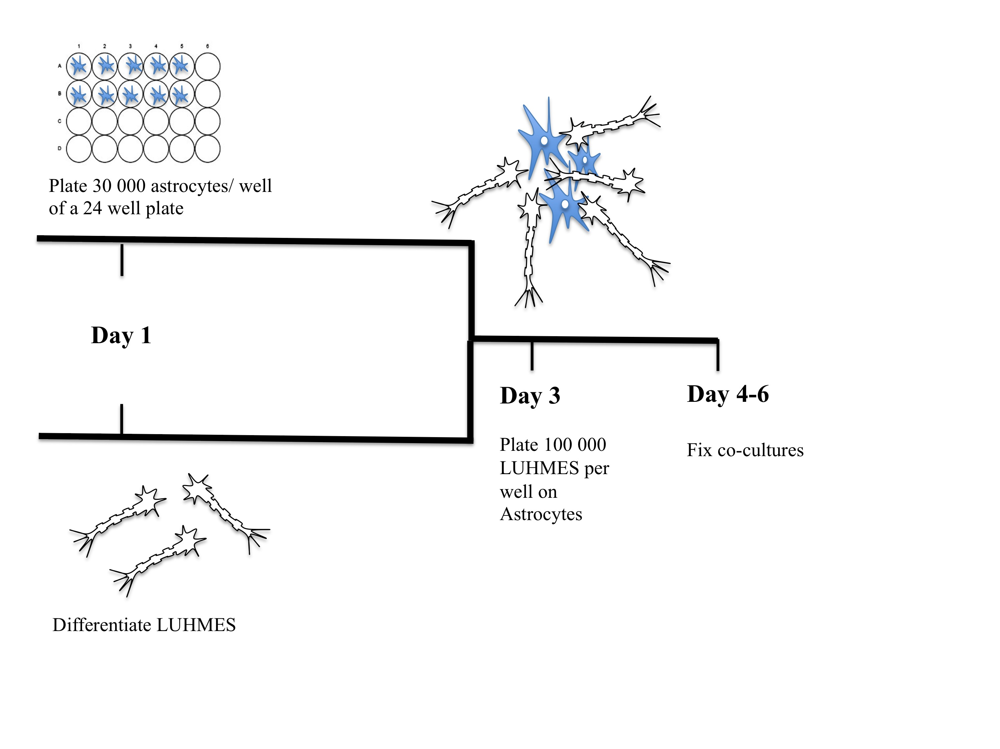 1 2 3 4 5 6
A
B
C
D
Plate 30 000 astrocytes/ well
of a 24 well plate
Day 1
Differentiate LUHMES
Day 3
Plate 100 000
LUHMES per
well on
Astrocytes
Day 4-6
Fix co-cultures